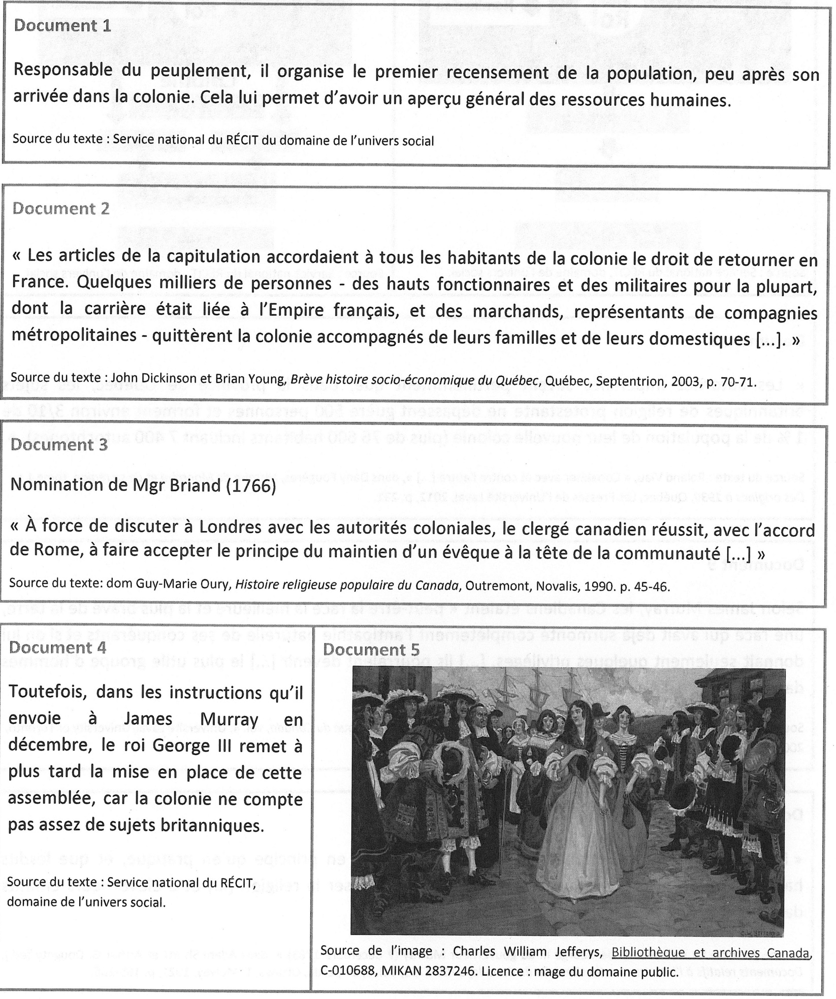 Document 1
Responsable du peuplement, il organise le premier recensement de la population, peu après son
arrivée dans la colonie. Cela lui permet d'avoir un aperçu général des ressources humaines.
Source du texte : Service national du RÉCIT du domaine de l'univers social
Document 2
« Les articles de la capitulation accordaient à tous les habitants de la colonie le droit de retourner en
France. Quelques milliers de personnes - des hauts fonctionnaires et des militaires pour la plupart,
dont la carrière était liée à l'Empire français, et des marchands, représentants de compagnies
métropolitaines - quittèrent la colonie accompagnés de leurs familles et de leurs domestiques [...]. »
Source du texte : John Dickinson et Brian Young, Brève histoire socio-économique du Québec, Québec, Septentrion, 2003, p. 70-71.
Document 3
Nomination de Mgr Briand (1766)
« À force de discuter à Londres avec les autorités coloniales, le clergé canadien réussit, avec l'accord
de Rome, à faire accepter le principe du maintien d'un évêque à la tête de la communauté [...] »
Source du texte: dom Guy-Marie Oury, Histoire religieuse populaire du Canada, Outremont, Novalis, 1990. p. 45-46.
Document 4
Toutefois, dans les instructions qu'il
envoie à James Murray en
décembre, le roi George III remet à
plus tard la mise en place de cette
assemblée, car la colonie ne compte
pas assez de sujets britanniques.
Source du texte : Service national du RÉCIT,
domaine de l'univers social.
Document 5
Source de l'image : Charles William Jefferys, Bibliothèque et archives Canada,
C-010688, MIKAN 2837246. Licence : mage du domaine public.